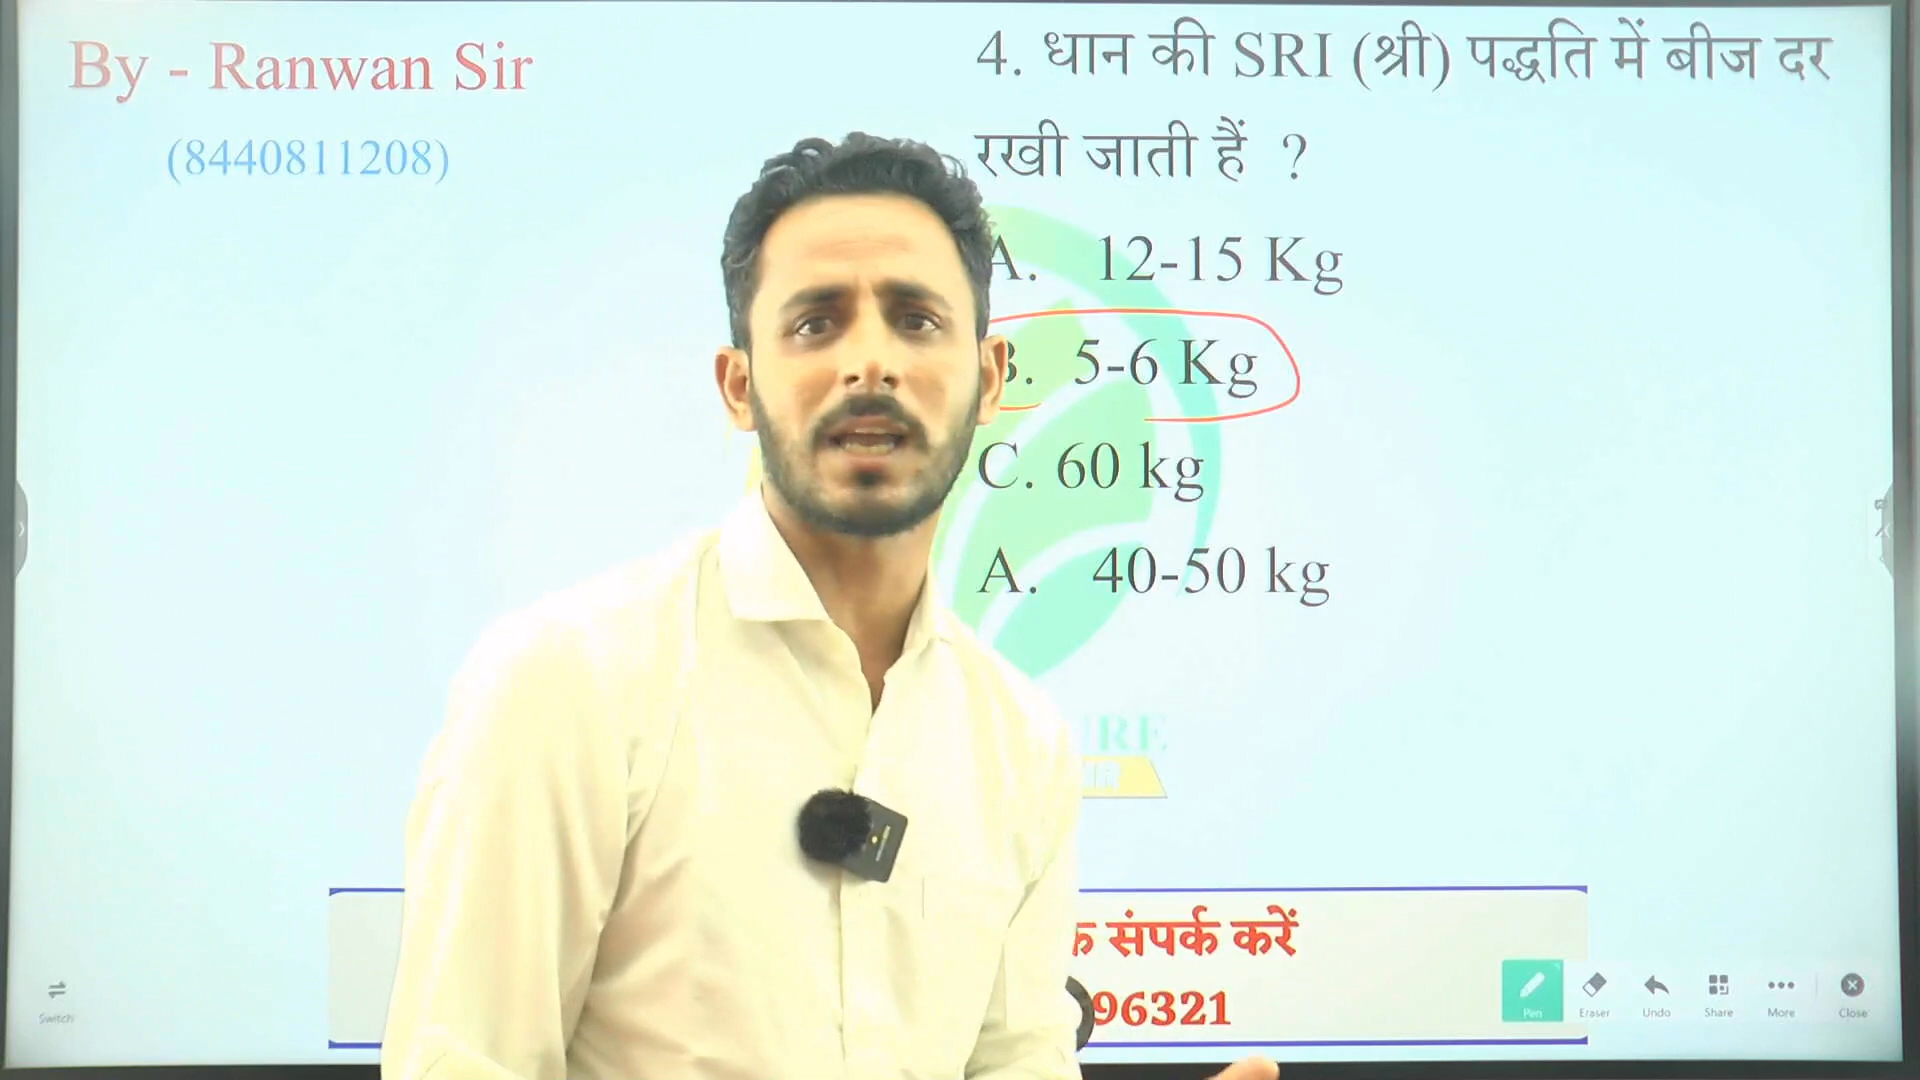 By - Ranwan Sir
(8440811208)
4. धान की SRI (श्री) पद्धति में बीज दर
रखी जाती हैं ?
A. 12-15 Kg
B. 5-6 Kg
C. 60 kg
A. 40-50 kg
संपर्क करें
96321
Switch
Pen
Eraser
Undo
Share
More
Close